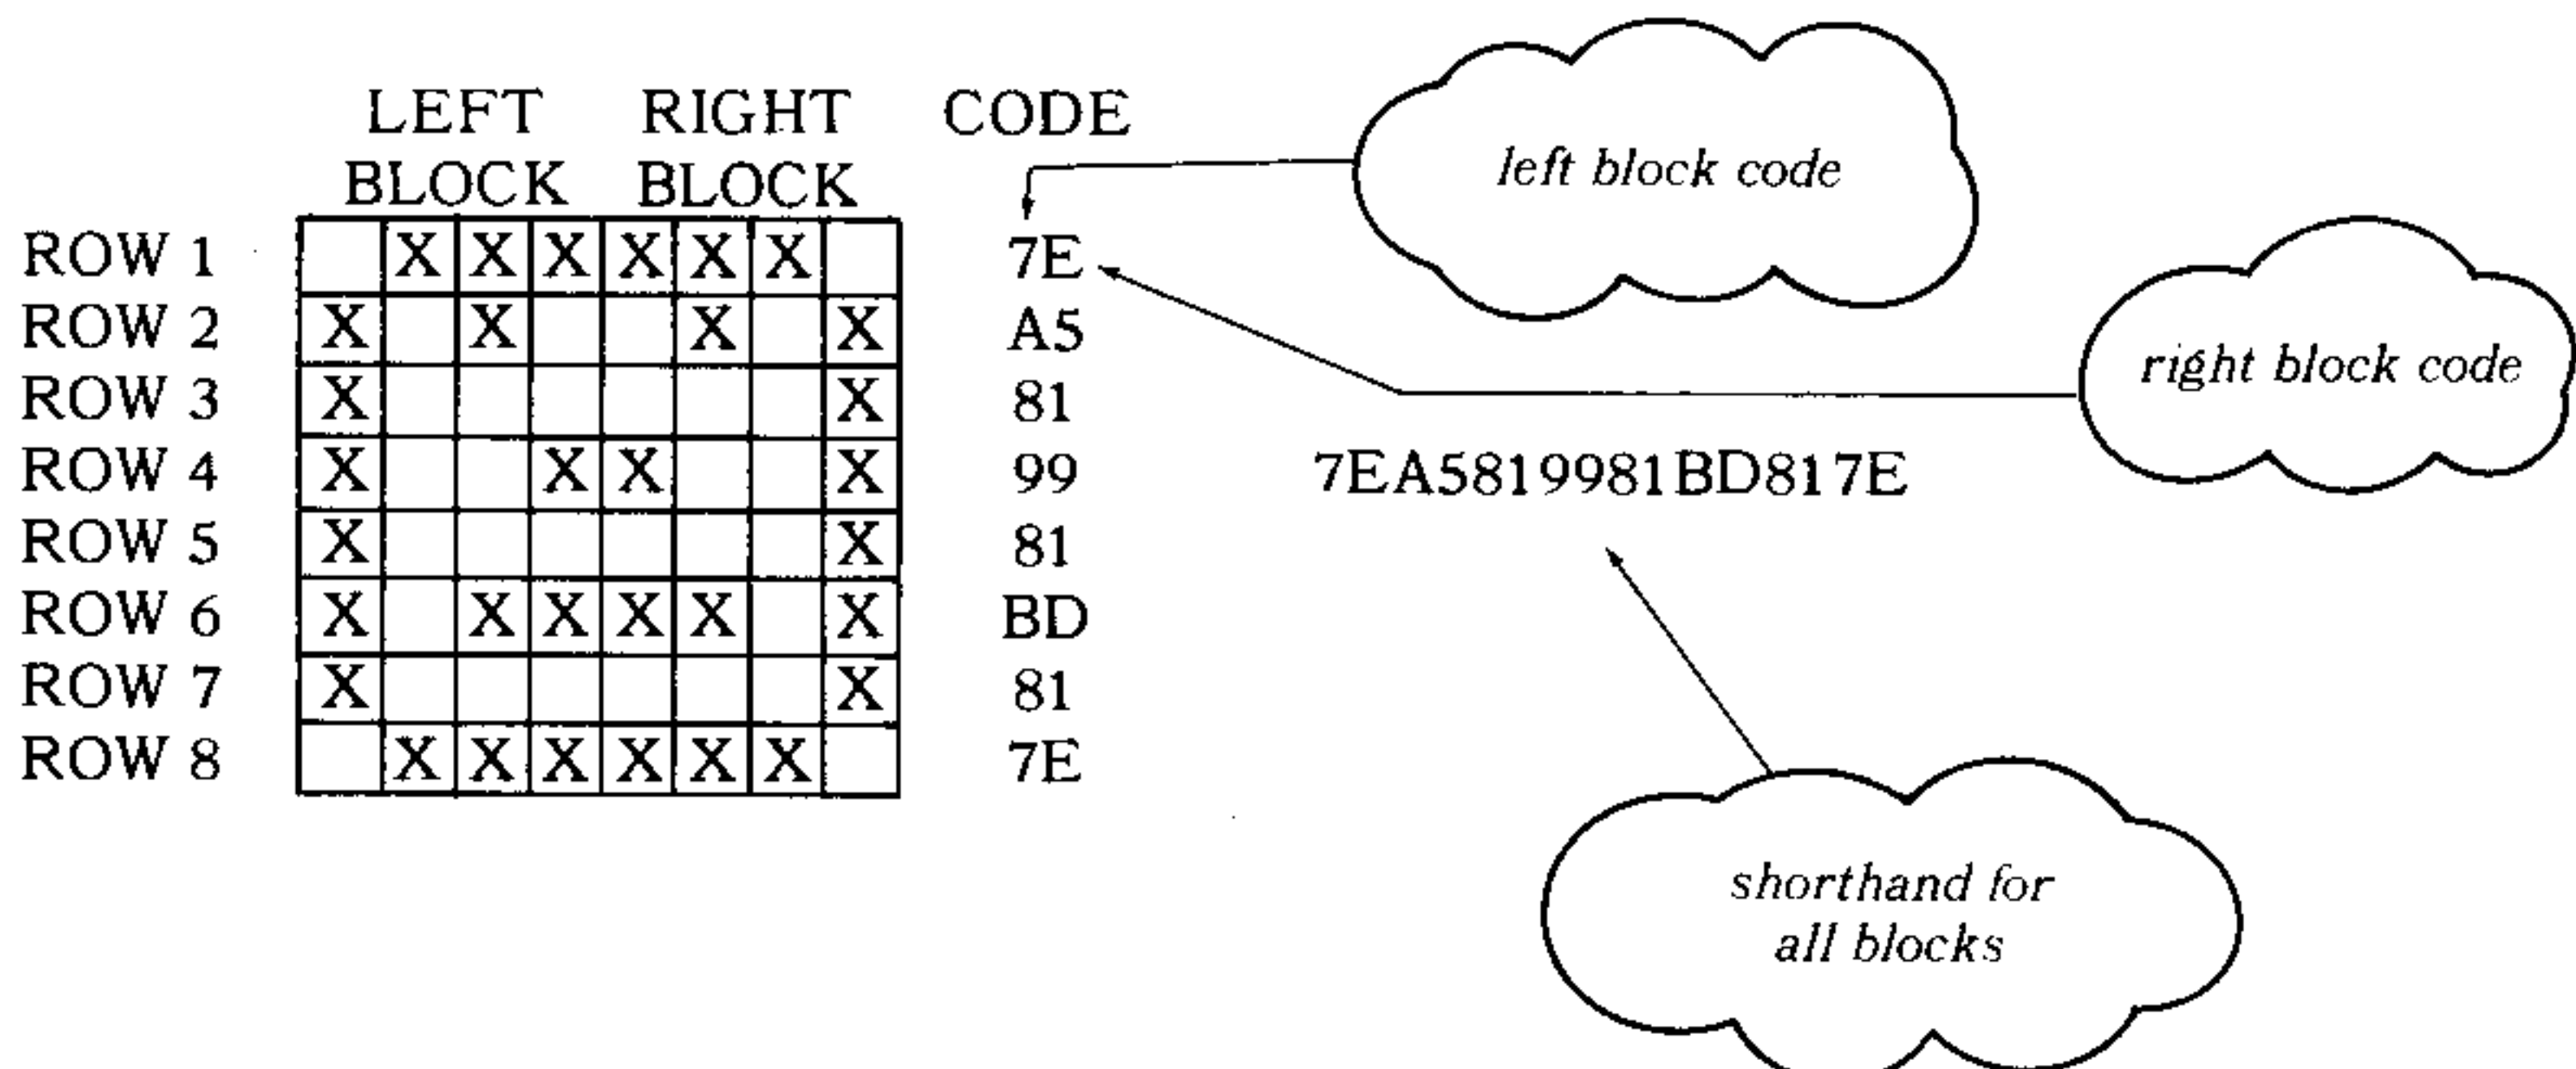 LEFT RIGHT CODE
BLOCK BLOCK
left block code
ROW 1 X X X X X X 7E
ROW 2 X X X X A5
right block code
ROW 3 X X 81
ROW 4 X X X X 99 7EA5819981BD817E
ROW 5 X X 81
ROW 6 X X X X X X BD
ROW 7 X X 81
ROW 8 X X X X X X 7E
shorthand for
all blocks